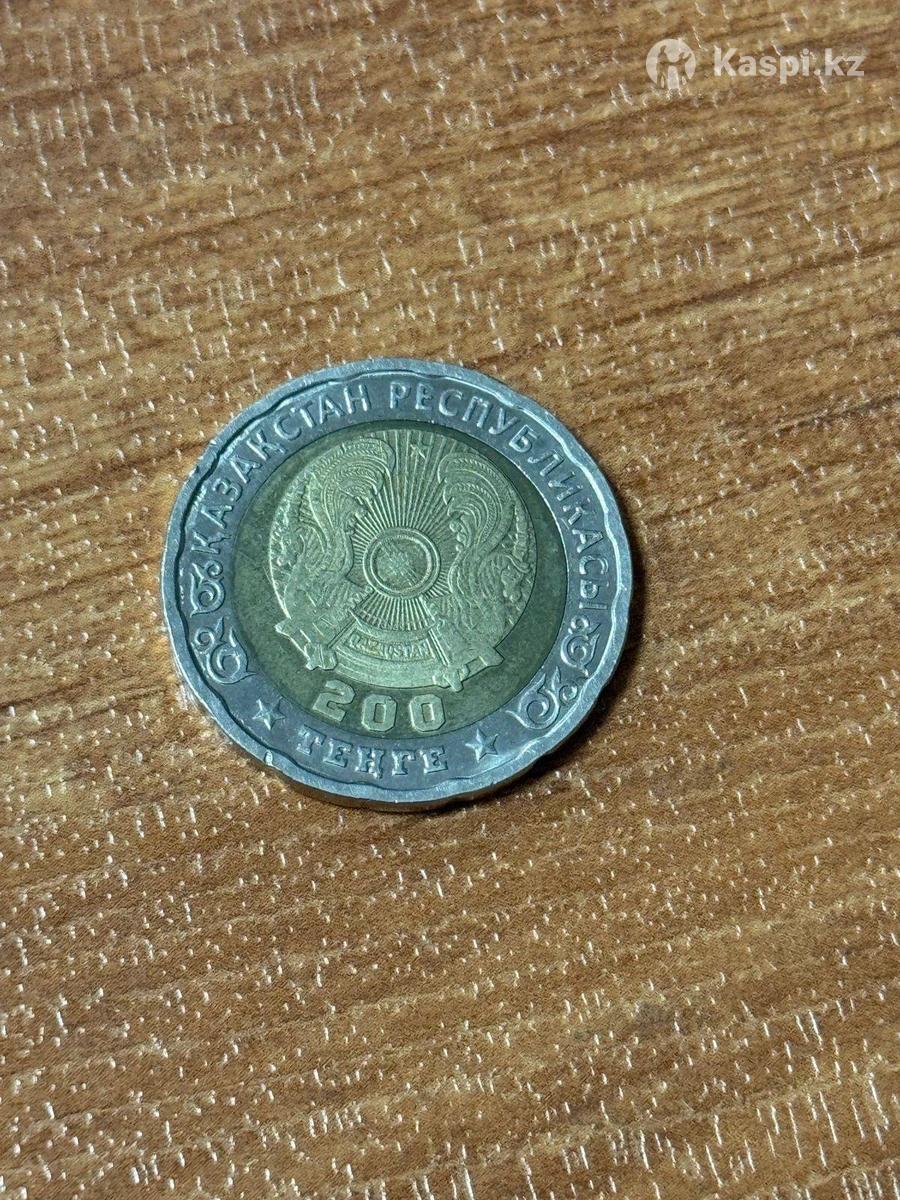 Kaspi.kz
ҚАЗАҚСТАН РЕСПУБЛИКАСЫ
QAZAQSTAN
200
ТЕҢГЕ